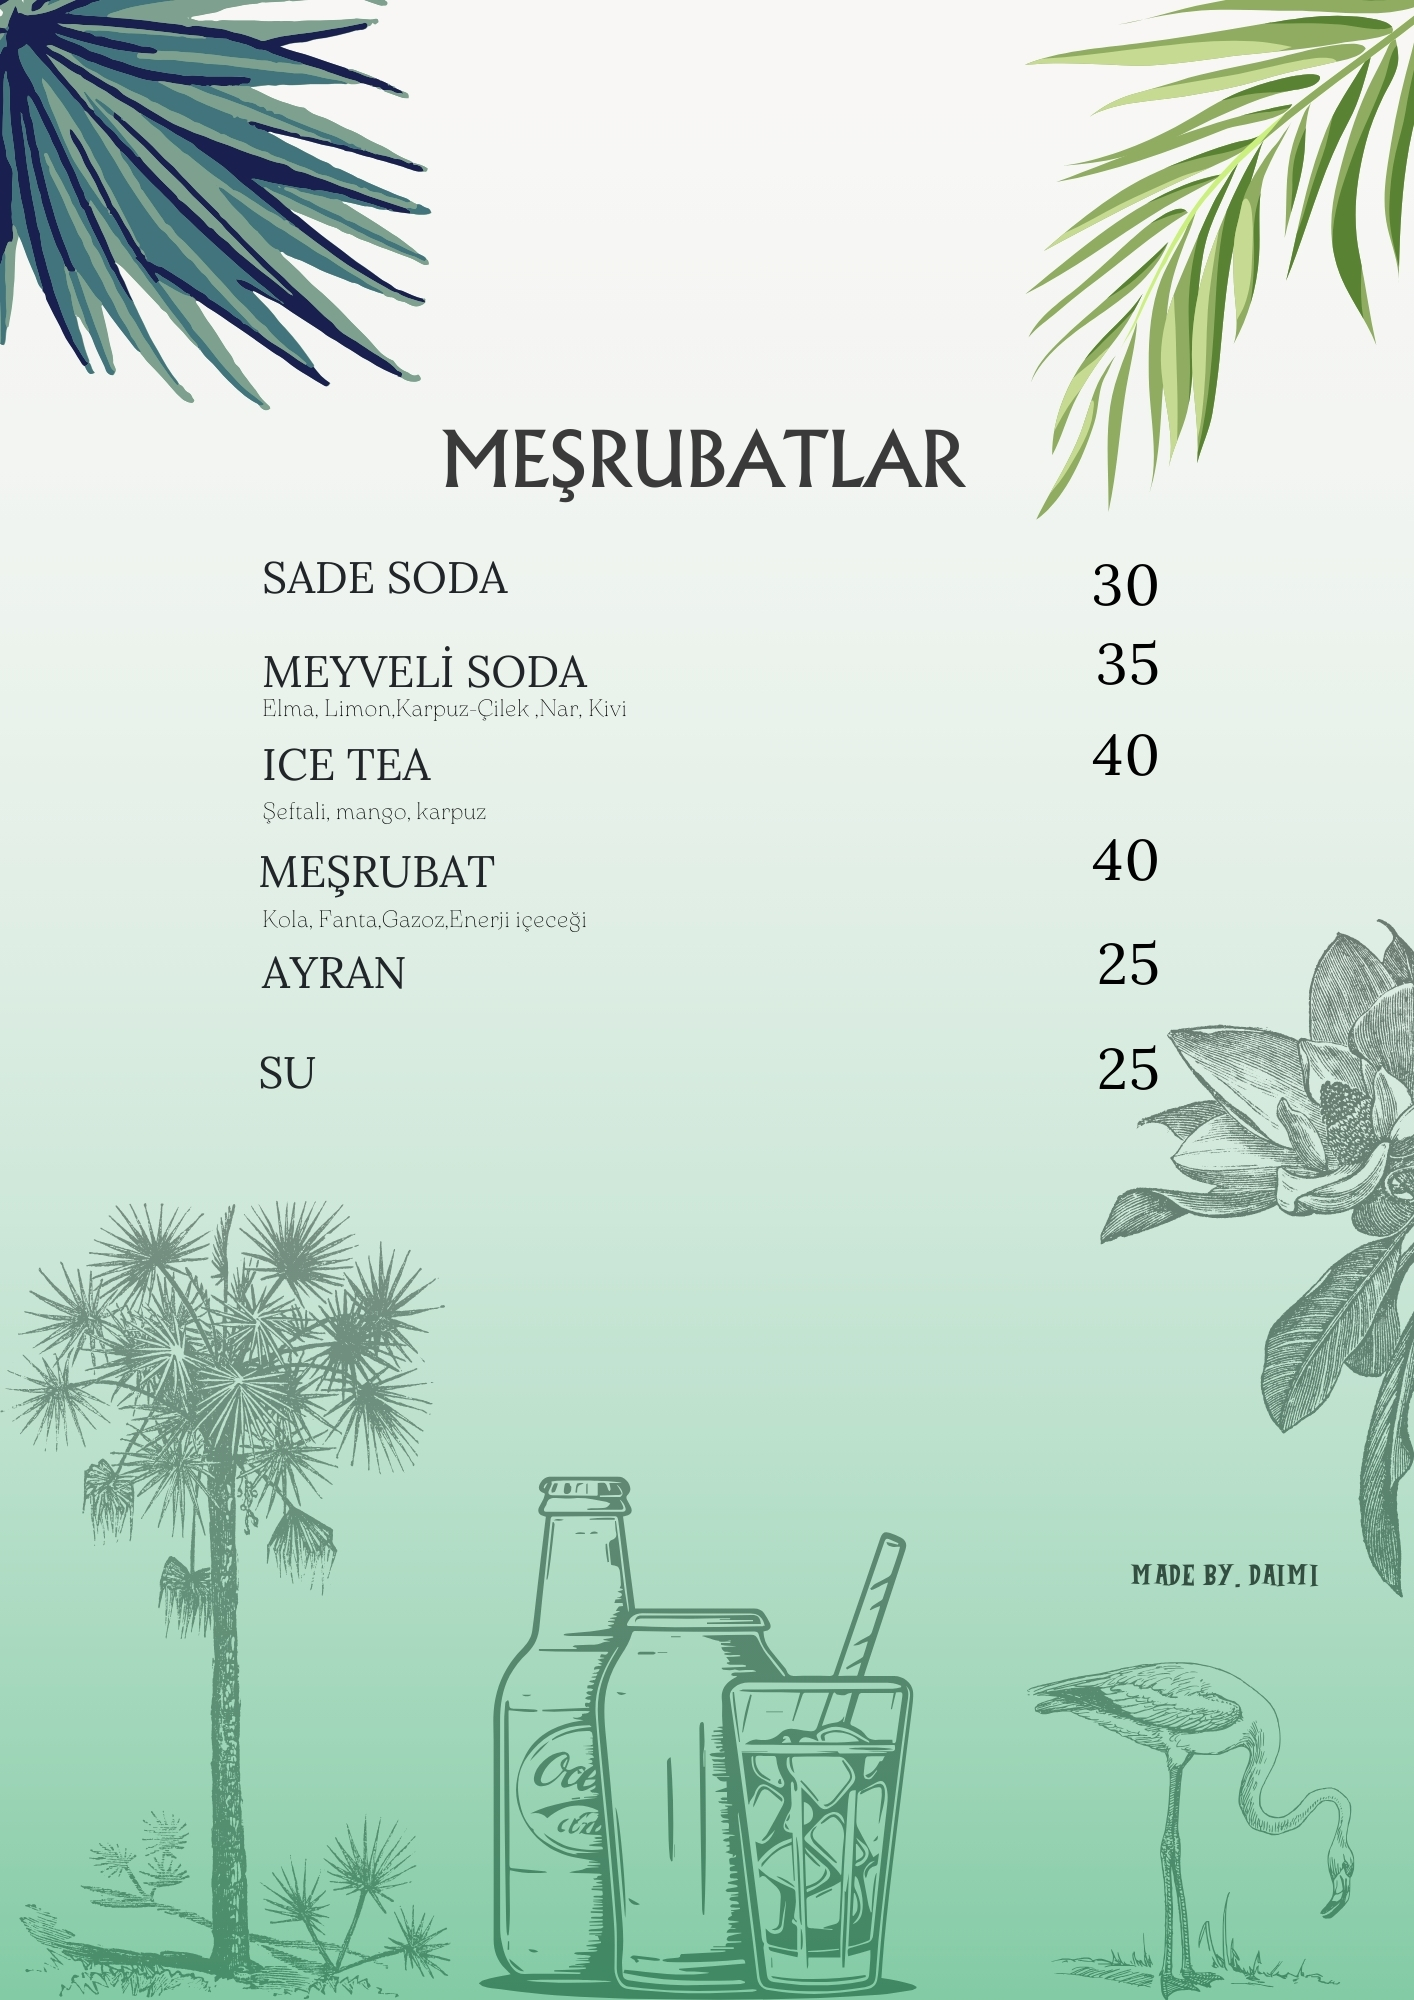 MEŞRUBATLAR
SADE SODA 30
MEYVELİ SODA 35
Elma, Limon,Karpuz-Çilek ,Nar, Kivi
ICE TEA 40
Şeftali, mango, karpuz
MEŞRUBAT 40
Kola, Fanta,Gazoz,Enerji içeceği
AYRAN 25
SU 25
MADE BY. DAIMI